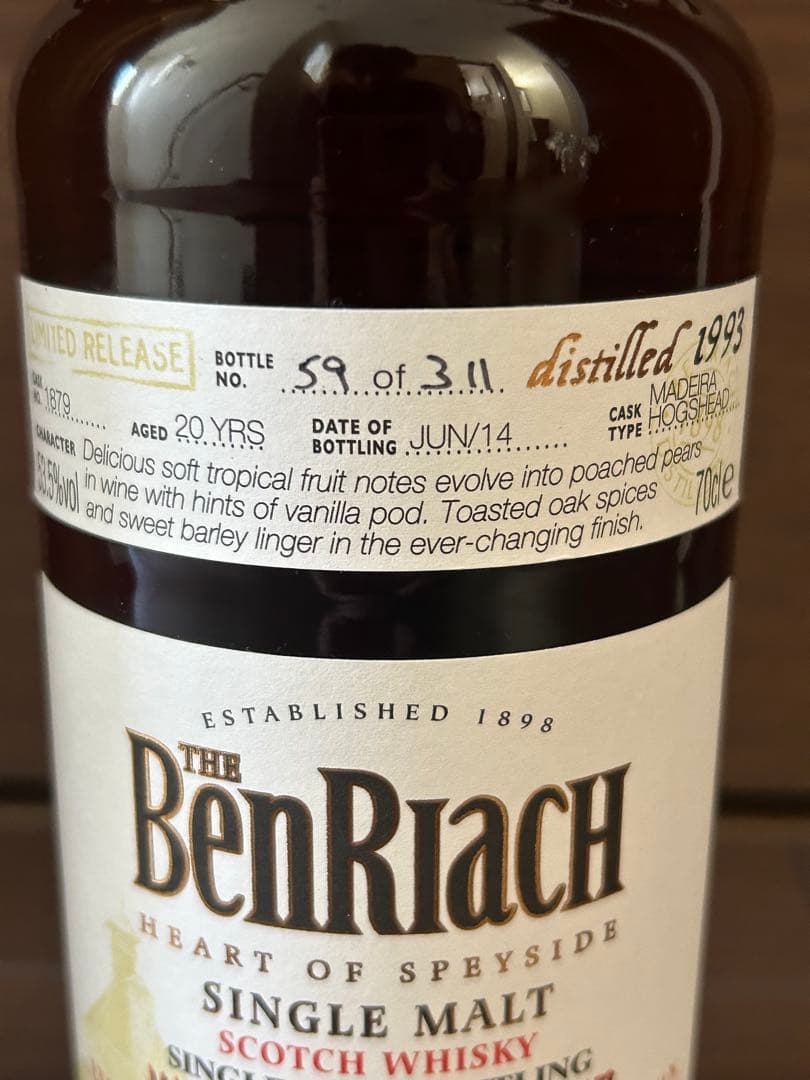 LIMITED RELEASE
BOTTLE NO. 59 of 311
distilled 1993
CASK NO. 1879
AGED 20 YRS
DATE OF BOTTLING JUN/14
CASK TYPE MADEIRA HOGSHEAD
CHARACTER Delicious soft tropical fruit notes evolve into poached pears
in wine with hints of vanilla pod. Toasted oak spices
and sweet barley linger in the ever-changing finish.
53.5%vol
70cl e
ESTABLISHED 1898
THE
BENRIACH
HEART OF SPEYSIDE
SINGLE MALT
SCOTCH WHISKY